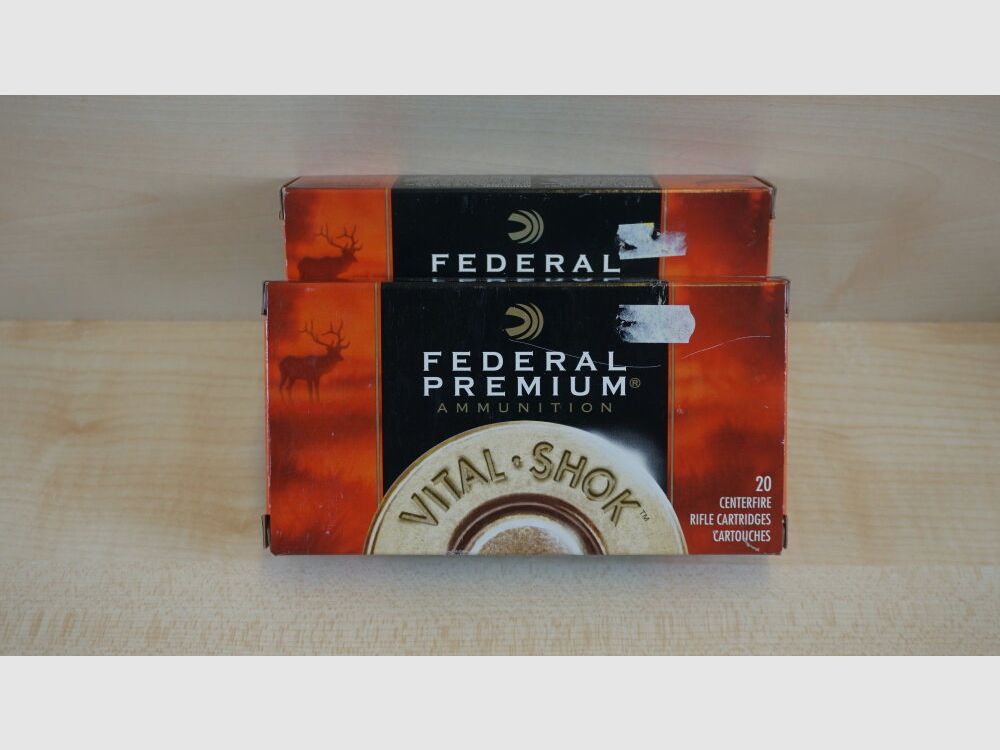 FEDERAL
FEDERAL
PREMIUM®
AMMUNITION
VITAL·SHOK™
20
CENTERFIRE
RIFLE CARTRIDGES
CARTOUCHES